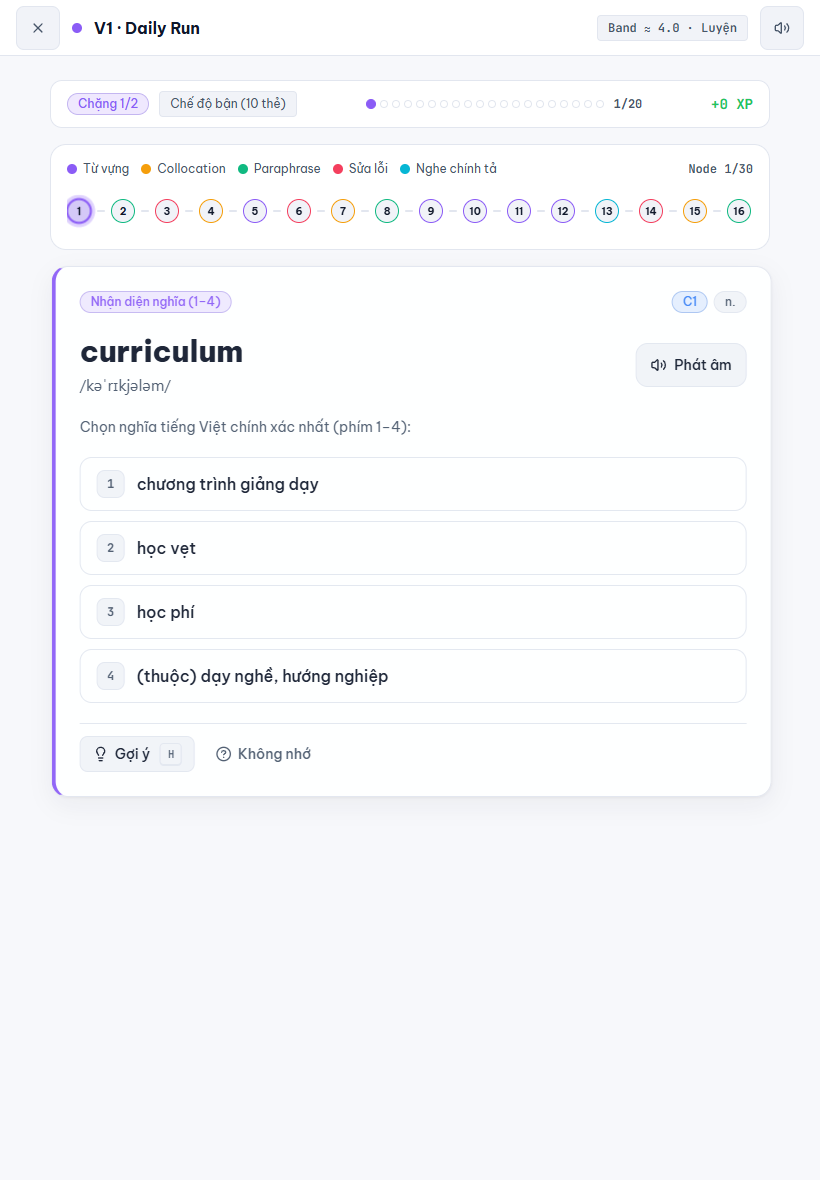 V1 · Daily Run
Band ≈ 4.0 · Luyện
Chặng 1/2
Chế độ bận (10 thẻ)
1/20
+0 XP
Từ vựng
Collocation
Paraphrase
Sửa lỗi
Nghe chính tả
Node 1/30
1 2 3 4 5 6 7 8 9 10 11 12 13 14 15 16
Nhận diện nghĩa (1–4)
C1
n.
curriculum
/kəˈrɪkjələm/
Phát âm
Chọn nghĩa tiếng Việt chính xác nhất (phím 1–4):
1 chương trình giảng dạy
2 học vẹt
3 học phí
4 (thuộc) dạy nghề, hướng nghiệp
Gợi ý H
Không nhớ